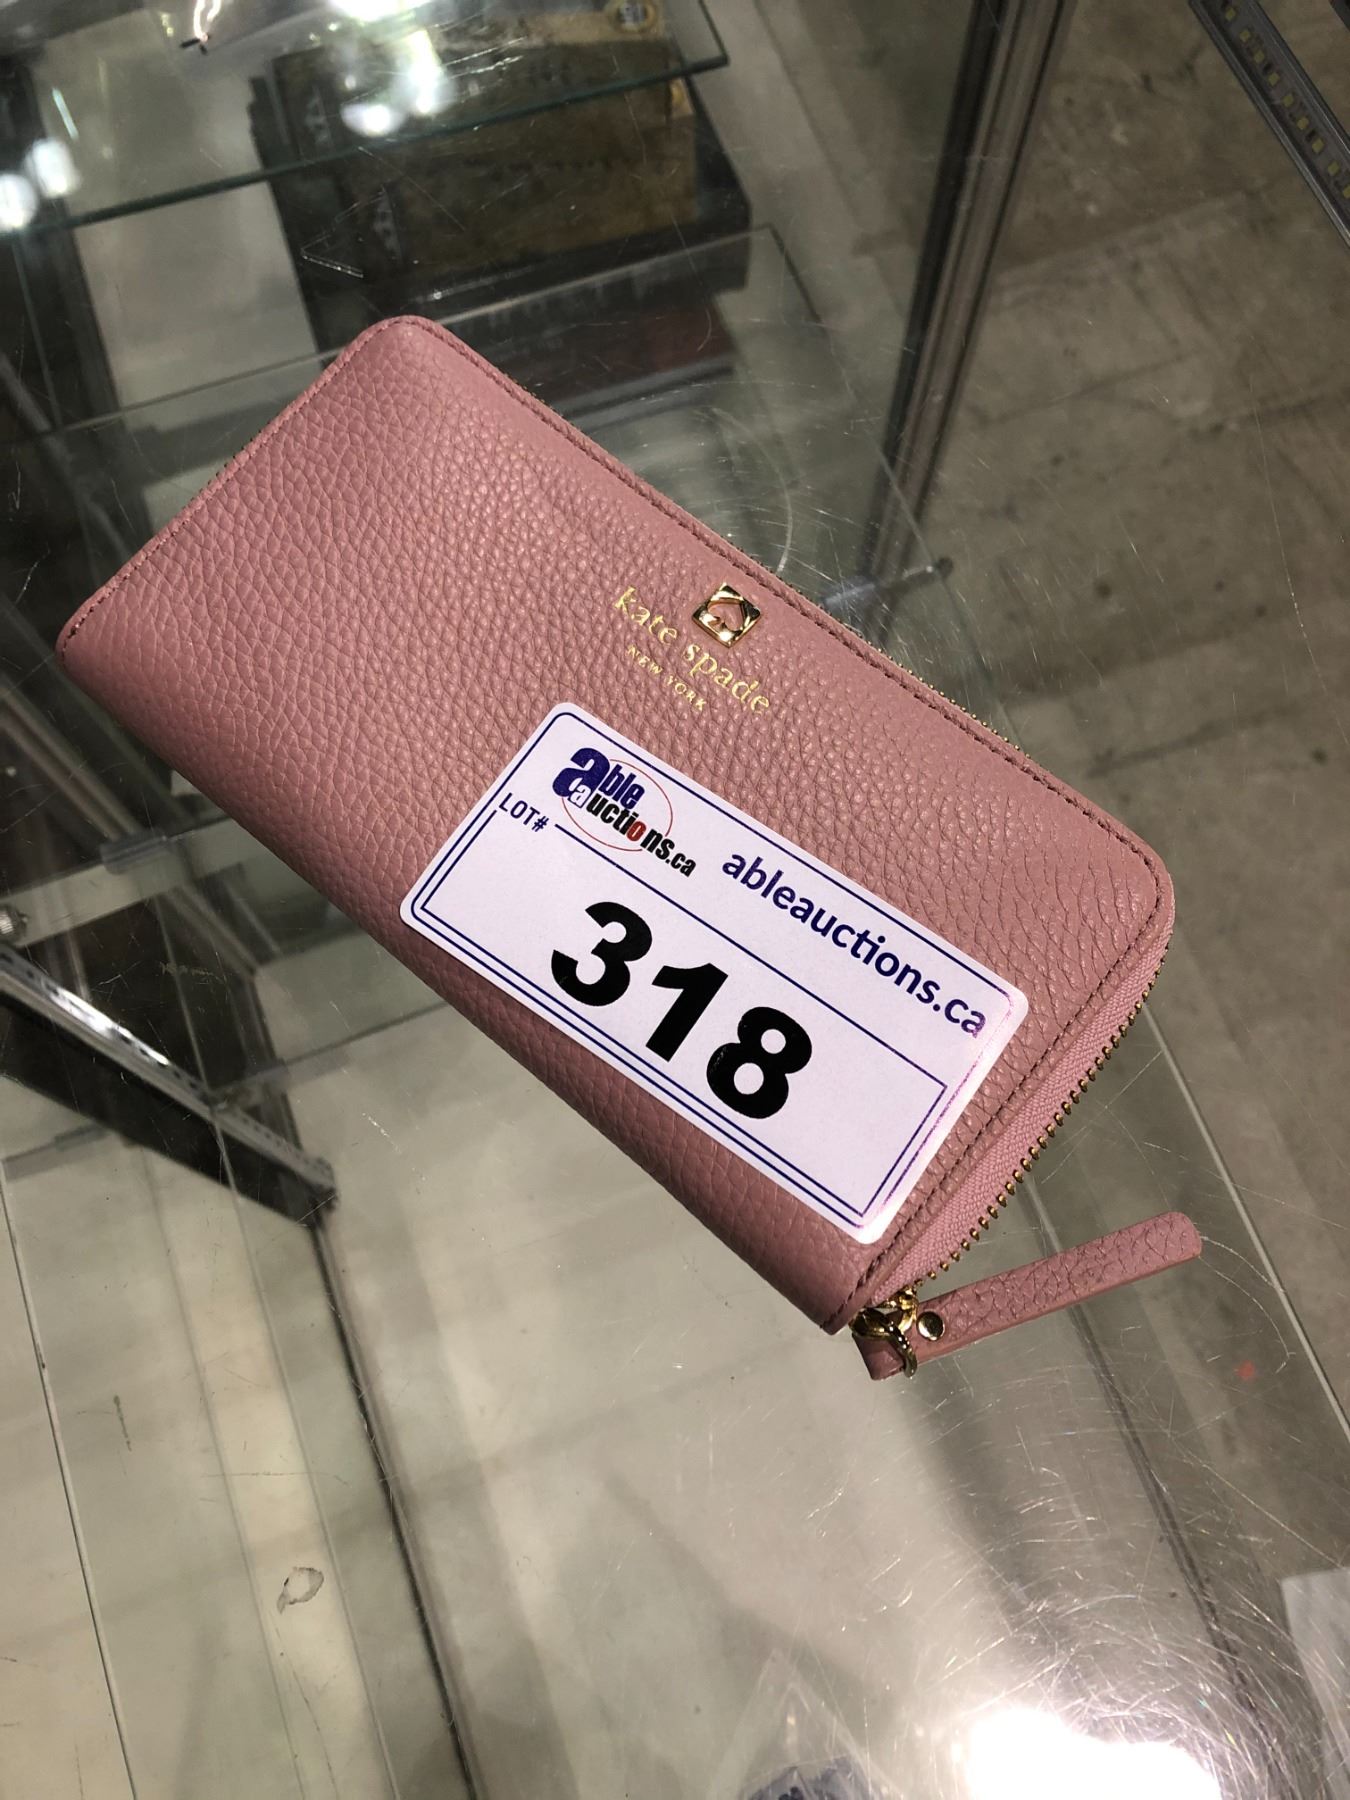 kate spade
NEW YORK
able auctions.ca
ableauctions.ca
LOT#
318